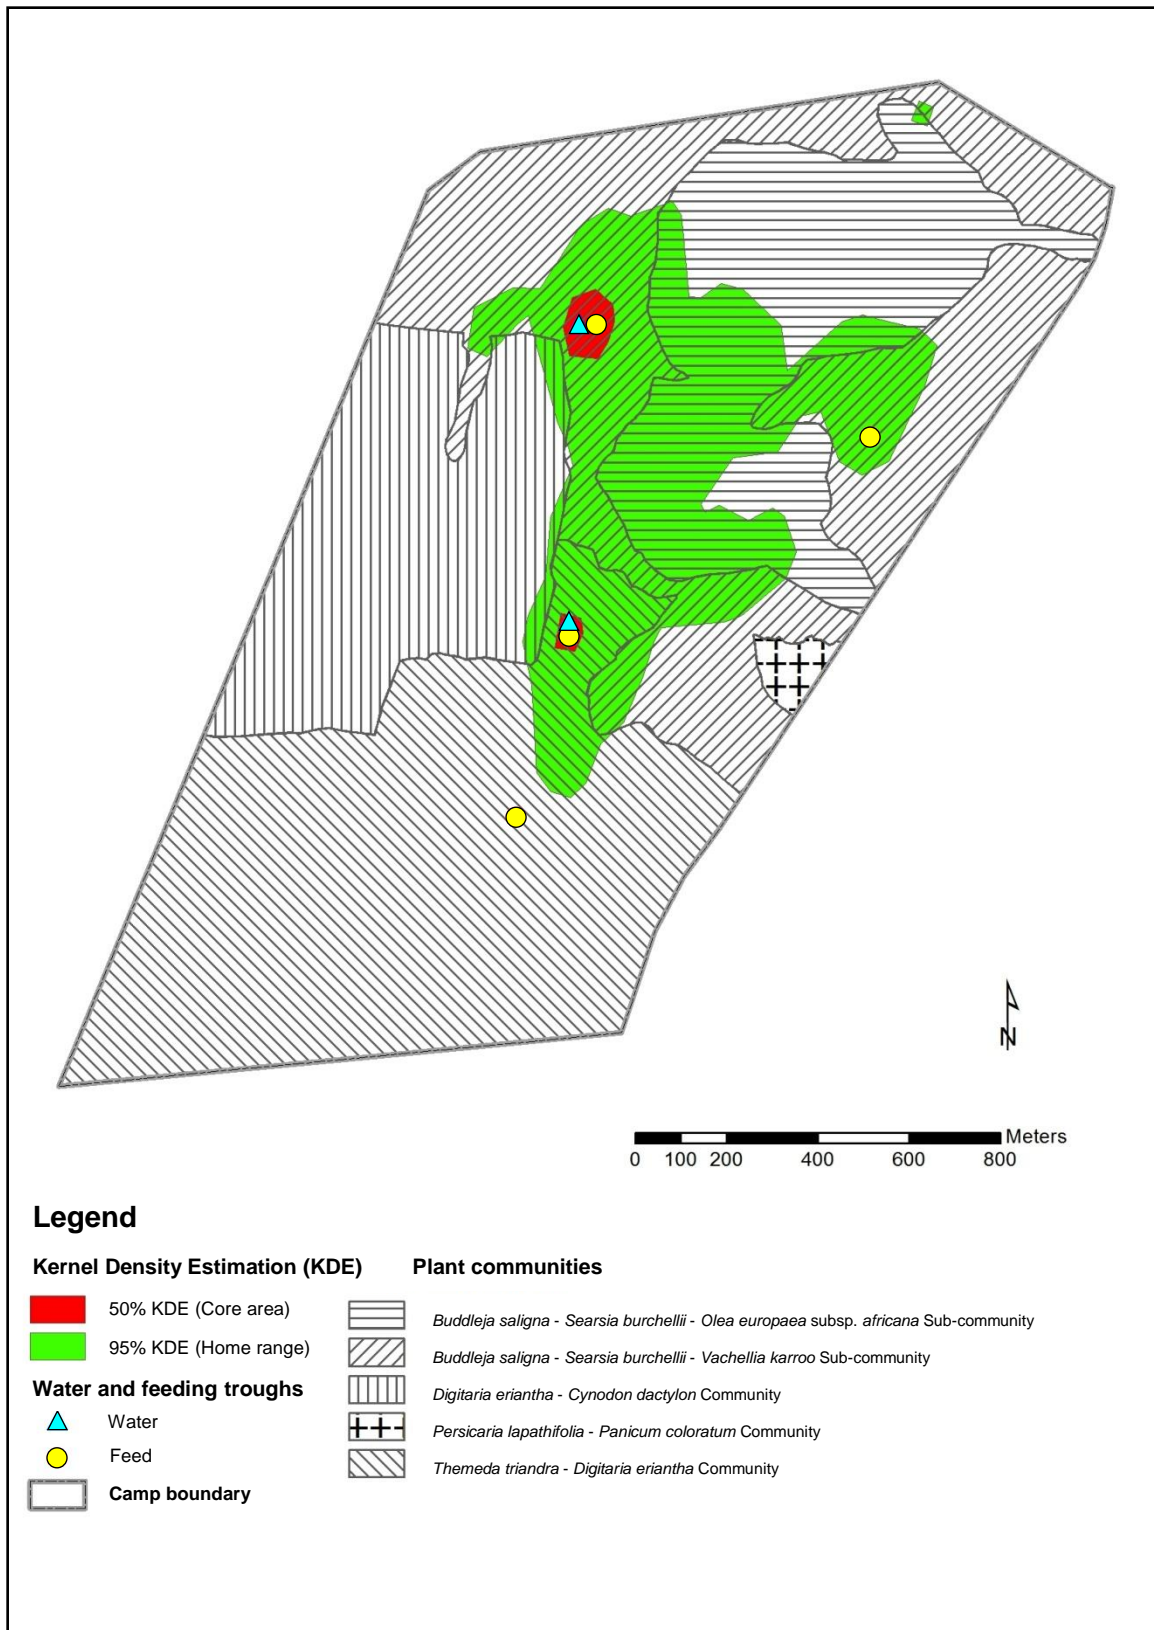 N
Meters
0 100 200 400 600 800
Legend
Kernel Density Estimation (KDE) Plant communities
50% KDE (Core area)
95% KDE (Home range)
Water and feeding troughs
Water
Feed
Camp boundary
Buddleja saligna - Searsia burchellii - Olea europaea subsp. africana Sub-community
Buddleja saligna - Searsia burchellii - Vachellia karroo Sub-community
Digitaria eriantha - Cynodon dactylon Community
Persicaria lapathifolia - Panicum coloratum Community
Themeda triandra - Digitaria eriantha Community